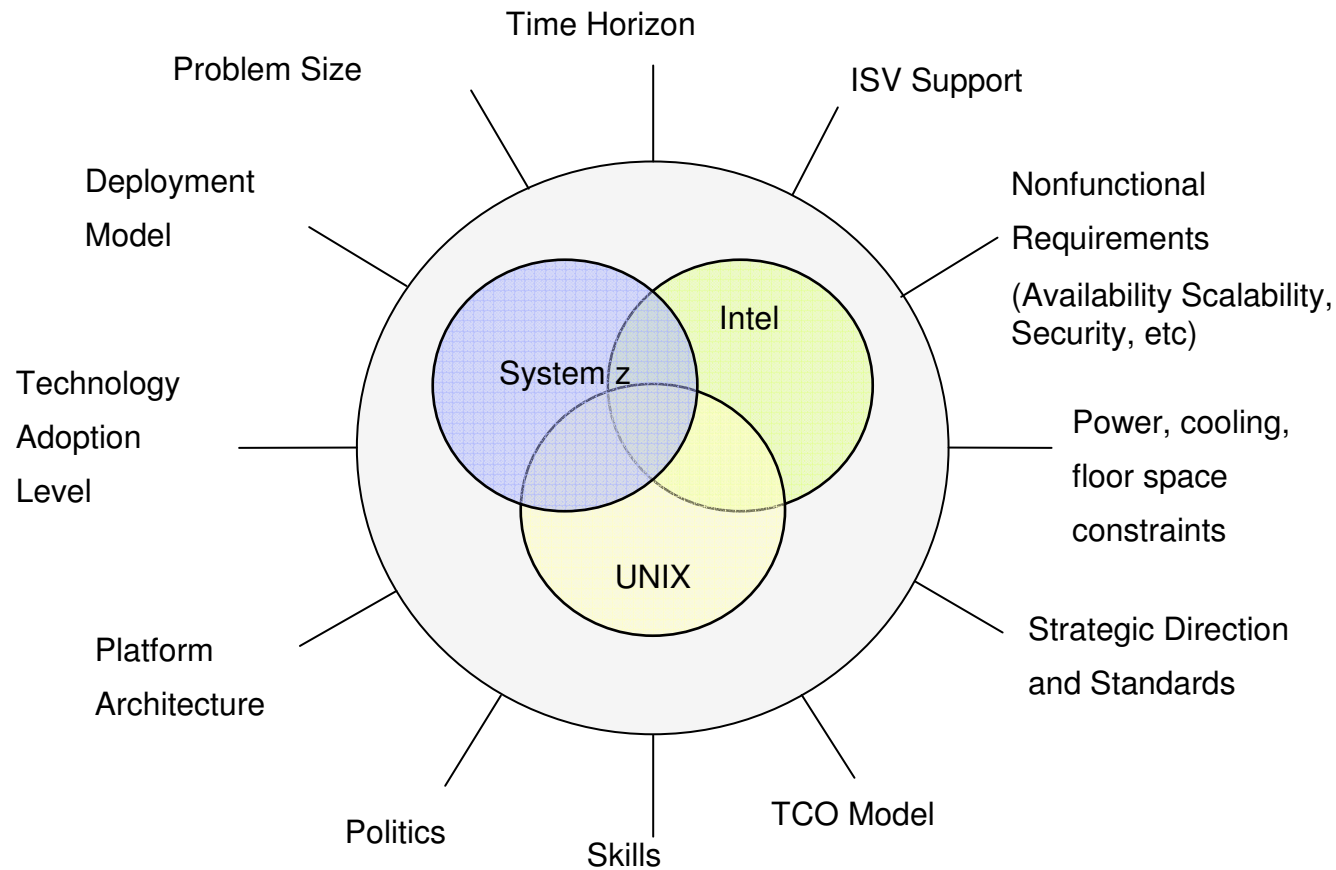 Time Horizon
Problem Size
ISV Support
Deployment
Model
Nonfunctional
Requirements
(Availability Scalability,
Security, etc)
Intel
System z
Technology
Adoption
Level
Power, cooling,
floor space
constraints
UNIX
Platform
Architecture
Strategic Direction
and Standards
Politics
Skills
TCO Model